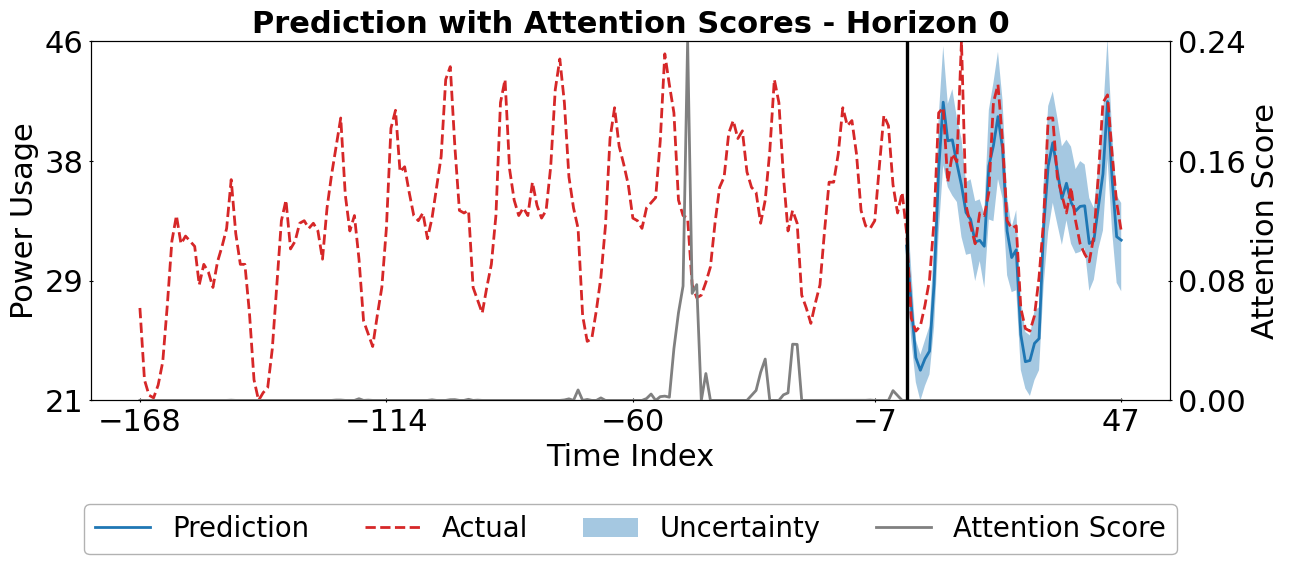 Prediction with Attention Scores - Horizon 0
46
38
29
21
Power Usage
0.24
0.16
0.08
0.00
Attention Score
−168
−114
−60
−7
47
Time Index
Prediction
Actual
Uncertainty
Attention Score